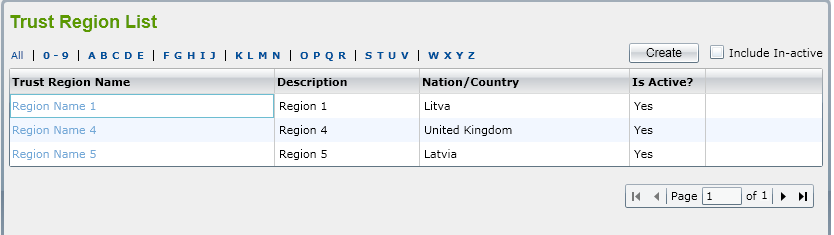 Trust Region List
All | 0 - 9 | A B C D E | F G H I J | K L M N | O P Q R | S T U V | W X Y Z Create Include In-active
Trust Region Name Description Nation/Country Is Active?
Region Name 1 Region 1 Litva Yes
Region Name 4 Region 4 United Kingdom Yes
Region Name 5 Region 5 Latvia Yes
Page 1 of 1